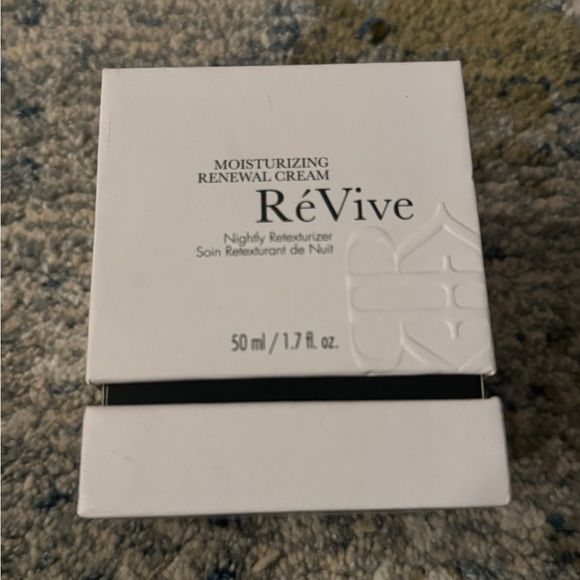 MOISTURIZING
RENEWAL CREAM
RéVive
Nightly Retexturizer
Soin Retexturant de Nuit
50 ml / 1.7 fl. oz.